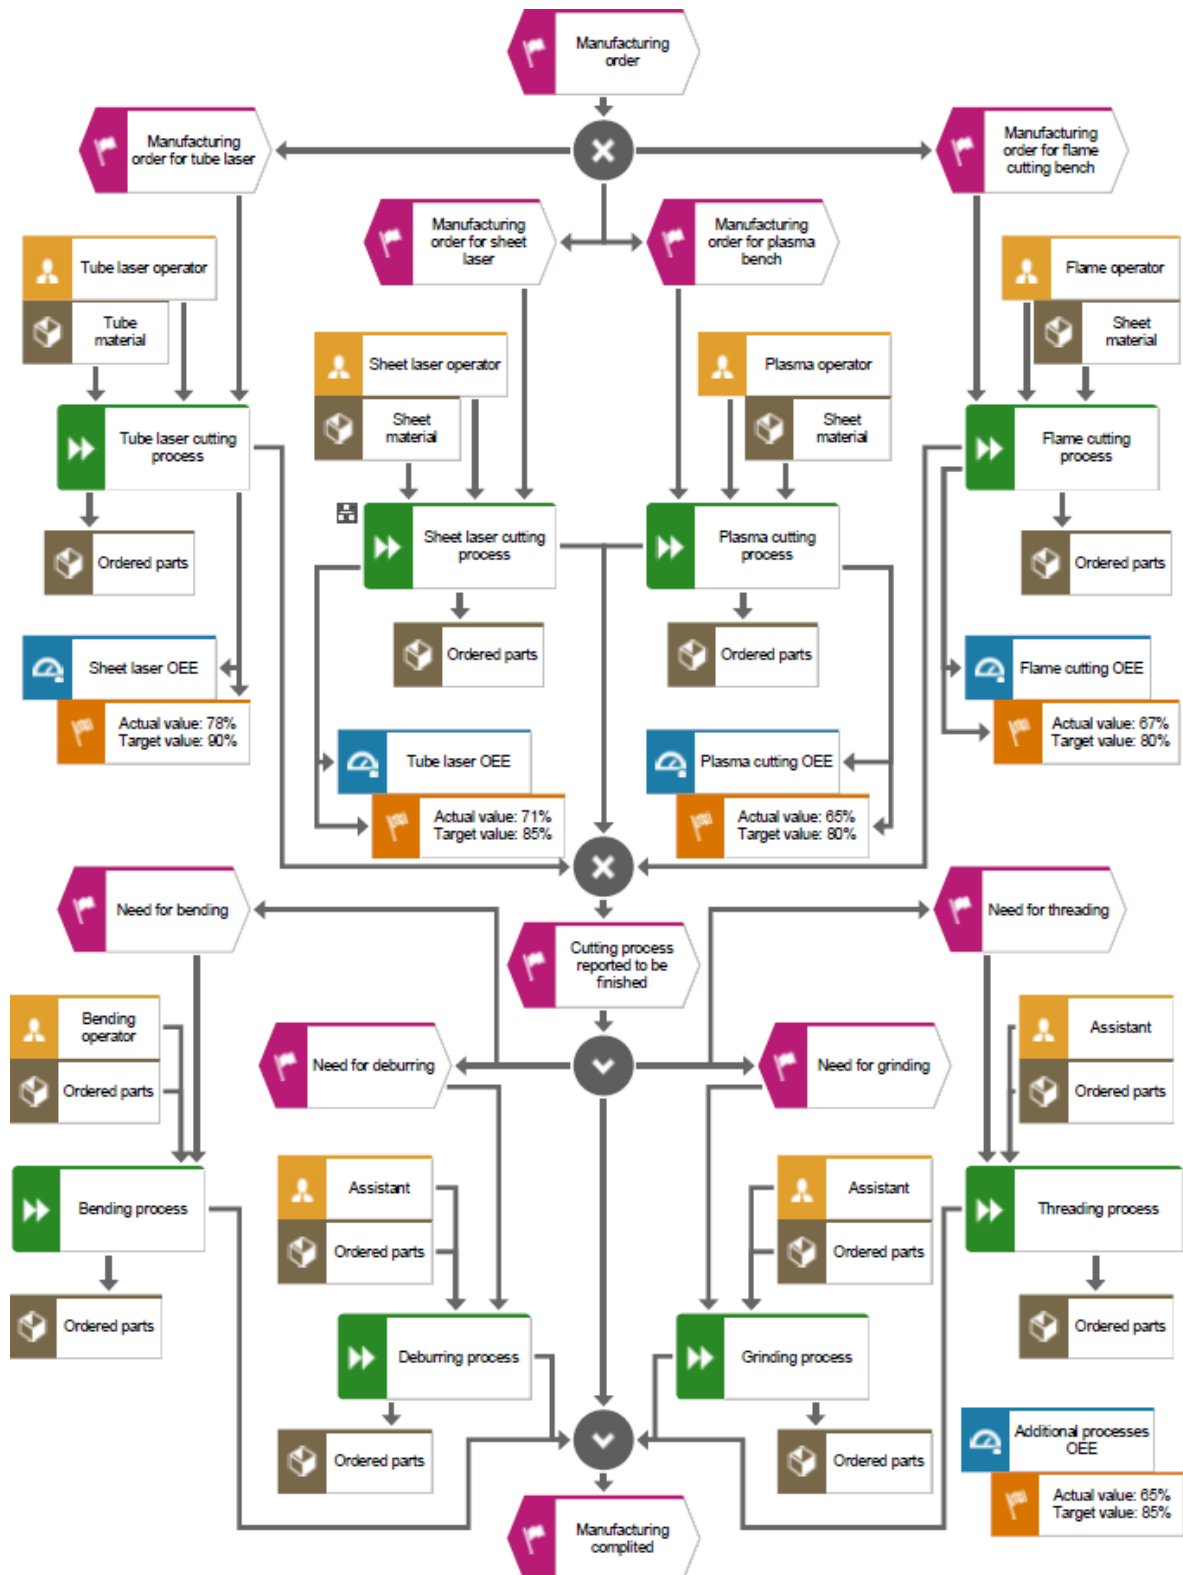 Manufacturing
order
Manufacturing
order for tube laser
Manufacturing
order for flame
cutting bench
Manufacturing
order for sheet
laser
Manufacturing
order for plasma
bench
Tube laser operator
Tube
material
Flame operator
Sheet
material
Sheet laser operator
Sheet
material
Plasma operator
Sheet
material
Tube laser cutting
process
Flame cutting
process
Sheet laser cutting
process
Plasma cutting
process
Ordered parts
Ordered parts
Ordered parts
Ordered parts
Sheet laser OEE
Actual value: 78%
Target value: 90%
Flame cutting OEE
Actual value: 67%
Target value: 80%
Tube laser OEE
Actual value: 71%
Target value: 85%
Plasma cutting OEE
Actual value: 65%
Target value: 80%
Need for bending
Need for threading
Cutting process
reported to be
finished
Bending
operator
Ordered parts
Need for deburring
Need for grinding
Assistant
Ordered parts
Bending process
Assistant
Ordered parts
Assistant
Ordered parts
Threading process
Ordered parts
Ordered parts
Deburring process
Grinding process
Ordered parts
Ordered parts
Additional processes
OEE
Actual value: 65%
Target value: 85%
Manufacturing
complited